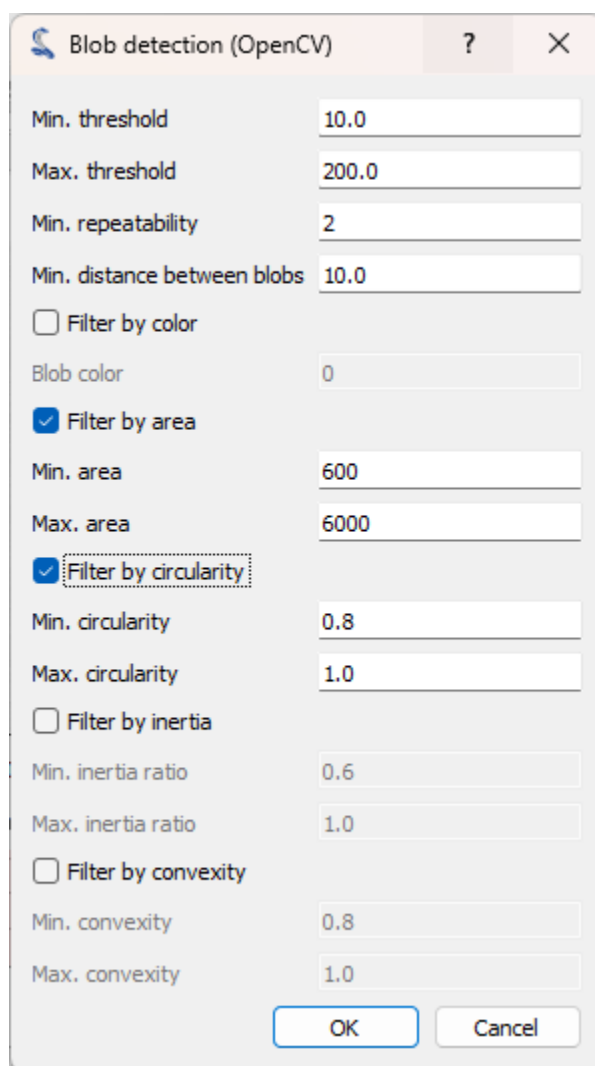 Blob detection (OpenCV) ?
Min. threshold 10.0
Max. threshold 200.0
Min. repeatability 2
Min. distance between blobs 10.0
Filter by color
Blob color 0
Filter by area
Min. area 600
Max. area 6000
Filter by circularity
Min. circularity 0.8
Max. circularity 1.0
Filter by inertia
Min. inertia ratio 0.6
Max. inertia ratio 1.0
Filter by convexity
Min. convexity 0.8
Max. convexity 1.0
OK Cancel